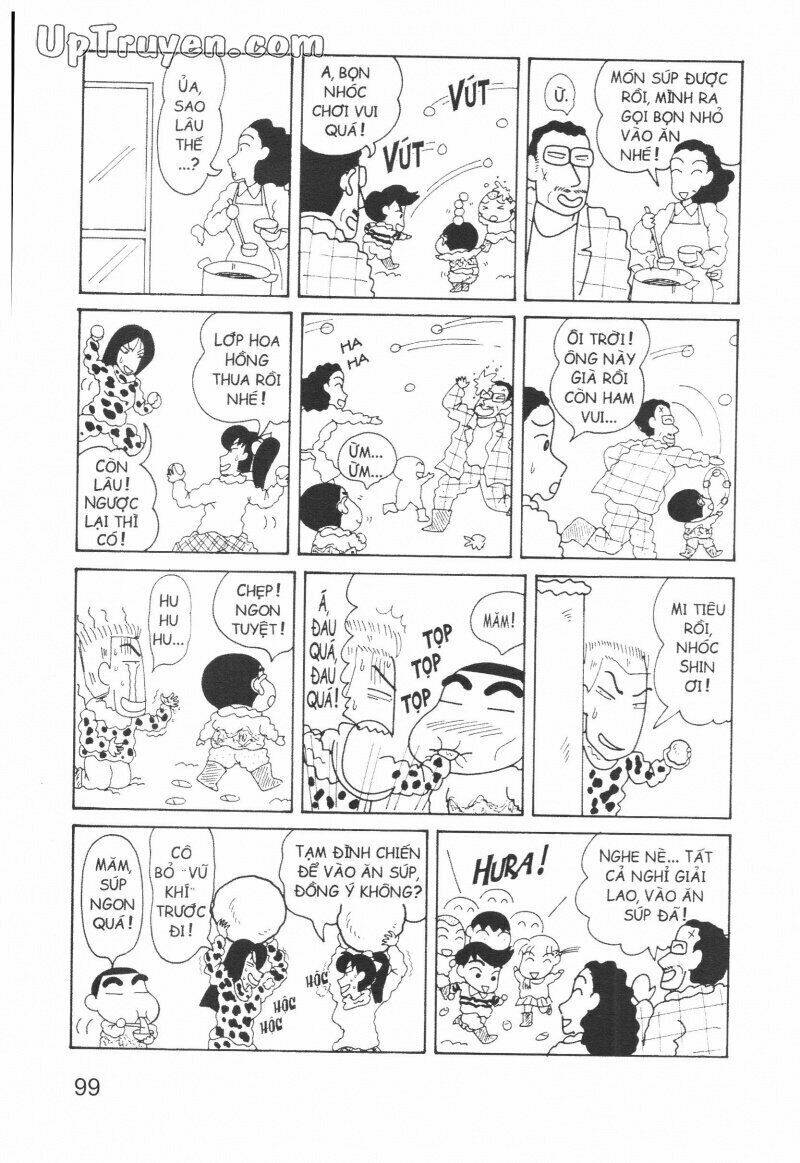 UpTruyen.com
MÓN SÚP ĐƯỢC
RỒI, MÌNH RA
GỌI BỌN NHỎ
VÀO ĂN
NHÉ!
Ừ.
VÚT
A, BỌN
NHÓC
CHƠI VUI
QUÁ!
VÚT
ỦA,
SAO
LÂU
THẾ
...?
ÔI TRỜI!
ÔNG NÀY
GIÀ RỒI
CÒN HAM
VUI...
HA
HA
ỪM...
ỪM...
LỚP HOA
HỒNG
THUA RỒI
NHÉ!
CÒN
LÂU!
NGƯỢC
LẠI THÌ
CÓ!
MI TIÊU
RỒI,
NHÓC
SHIN
ƠI!
MĂM!
TỌP
TỌP
TỌP
Á,
ĐAU
QUÁ,
ĐAU
QUÁ!
CHẸP!
NGON
TUYỆT!
HU
HU
HU...
NGHE NÈ... TẤT
CẢ NGHỈ GIẢI
LAO, VÀO ĂN
SÚP ĐÃ!
HURA!
TẠM ĐÌNH CHIẾN
ĐỂ VÀO ĂN SÚP,
ĐỒNG Ý KHÔNG?
HỘC
HỘC
HỘC
CÔ
BỎ "VŨ
KHÍ"
TRƯỚC
ĐI!
MĂM,
SÚP
NGON
QUÁ!
99